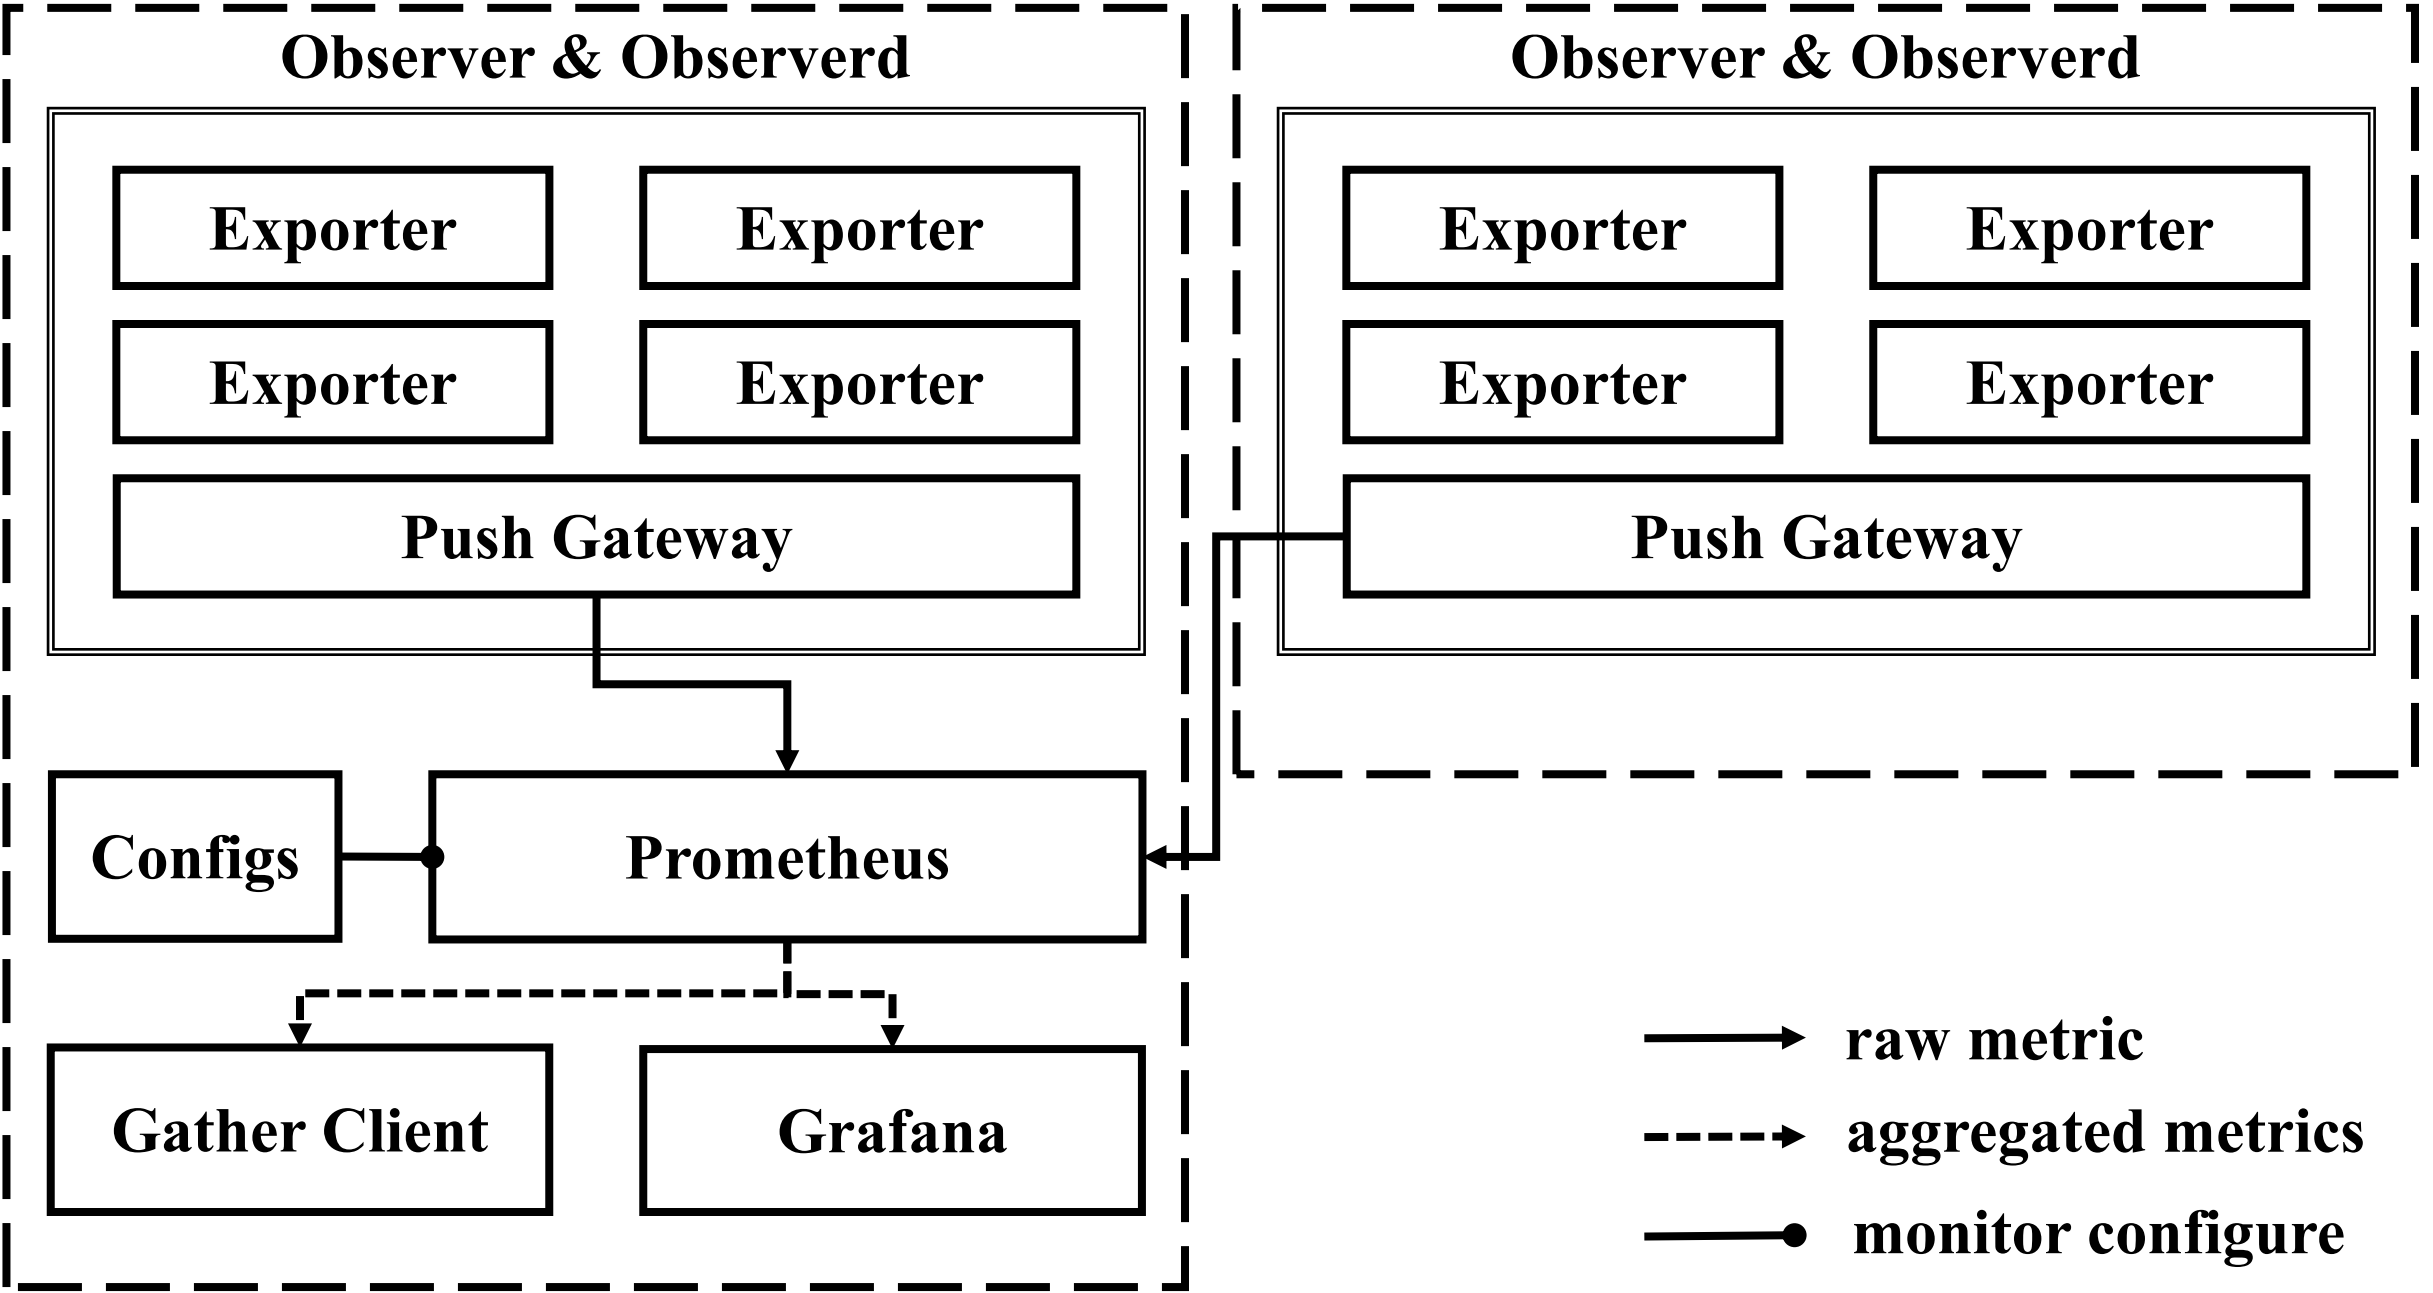 Observer & Observerd
Exporter
Exporter
Exporter
Exporter
Push Gateway
Configs
Prometheus
Gather Client
Grafana
Observer & Observerd
Exporter
Exporter
Exporter
Exporter
Push Gateway
raw metric
aggregated metrics
monitor configure